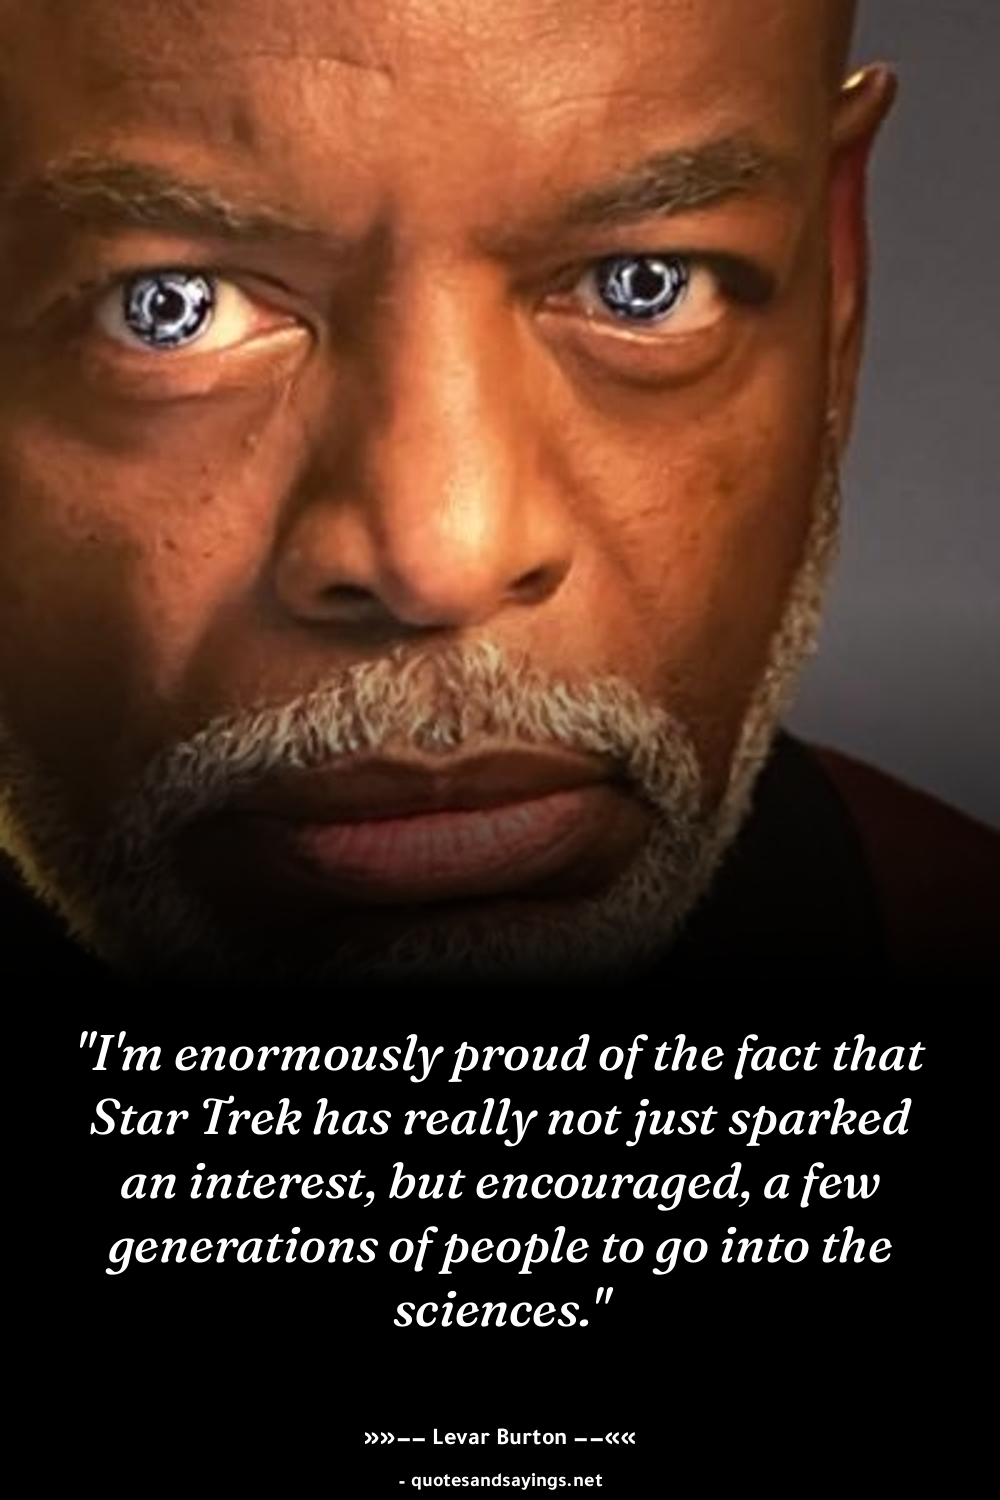 "I'm enormously proud of the fact that
Star Trek has really not just sparked
an interest, but encouraged, a few
generations of people to go into the
sciences."
»»−− Levar Burton −−««
- quotesandsayings.net